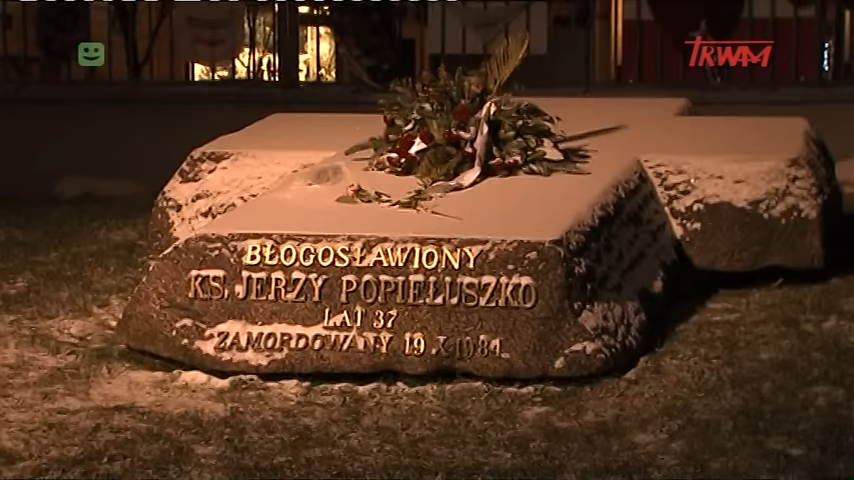 TRWAM
BŁOGOSŁAWIONY
KS. JERZY POPIEŁUSZKO
LAT 37
ZAMORDOWANY 19 X 1984